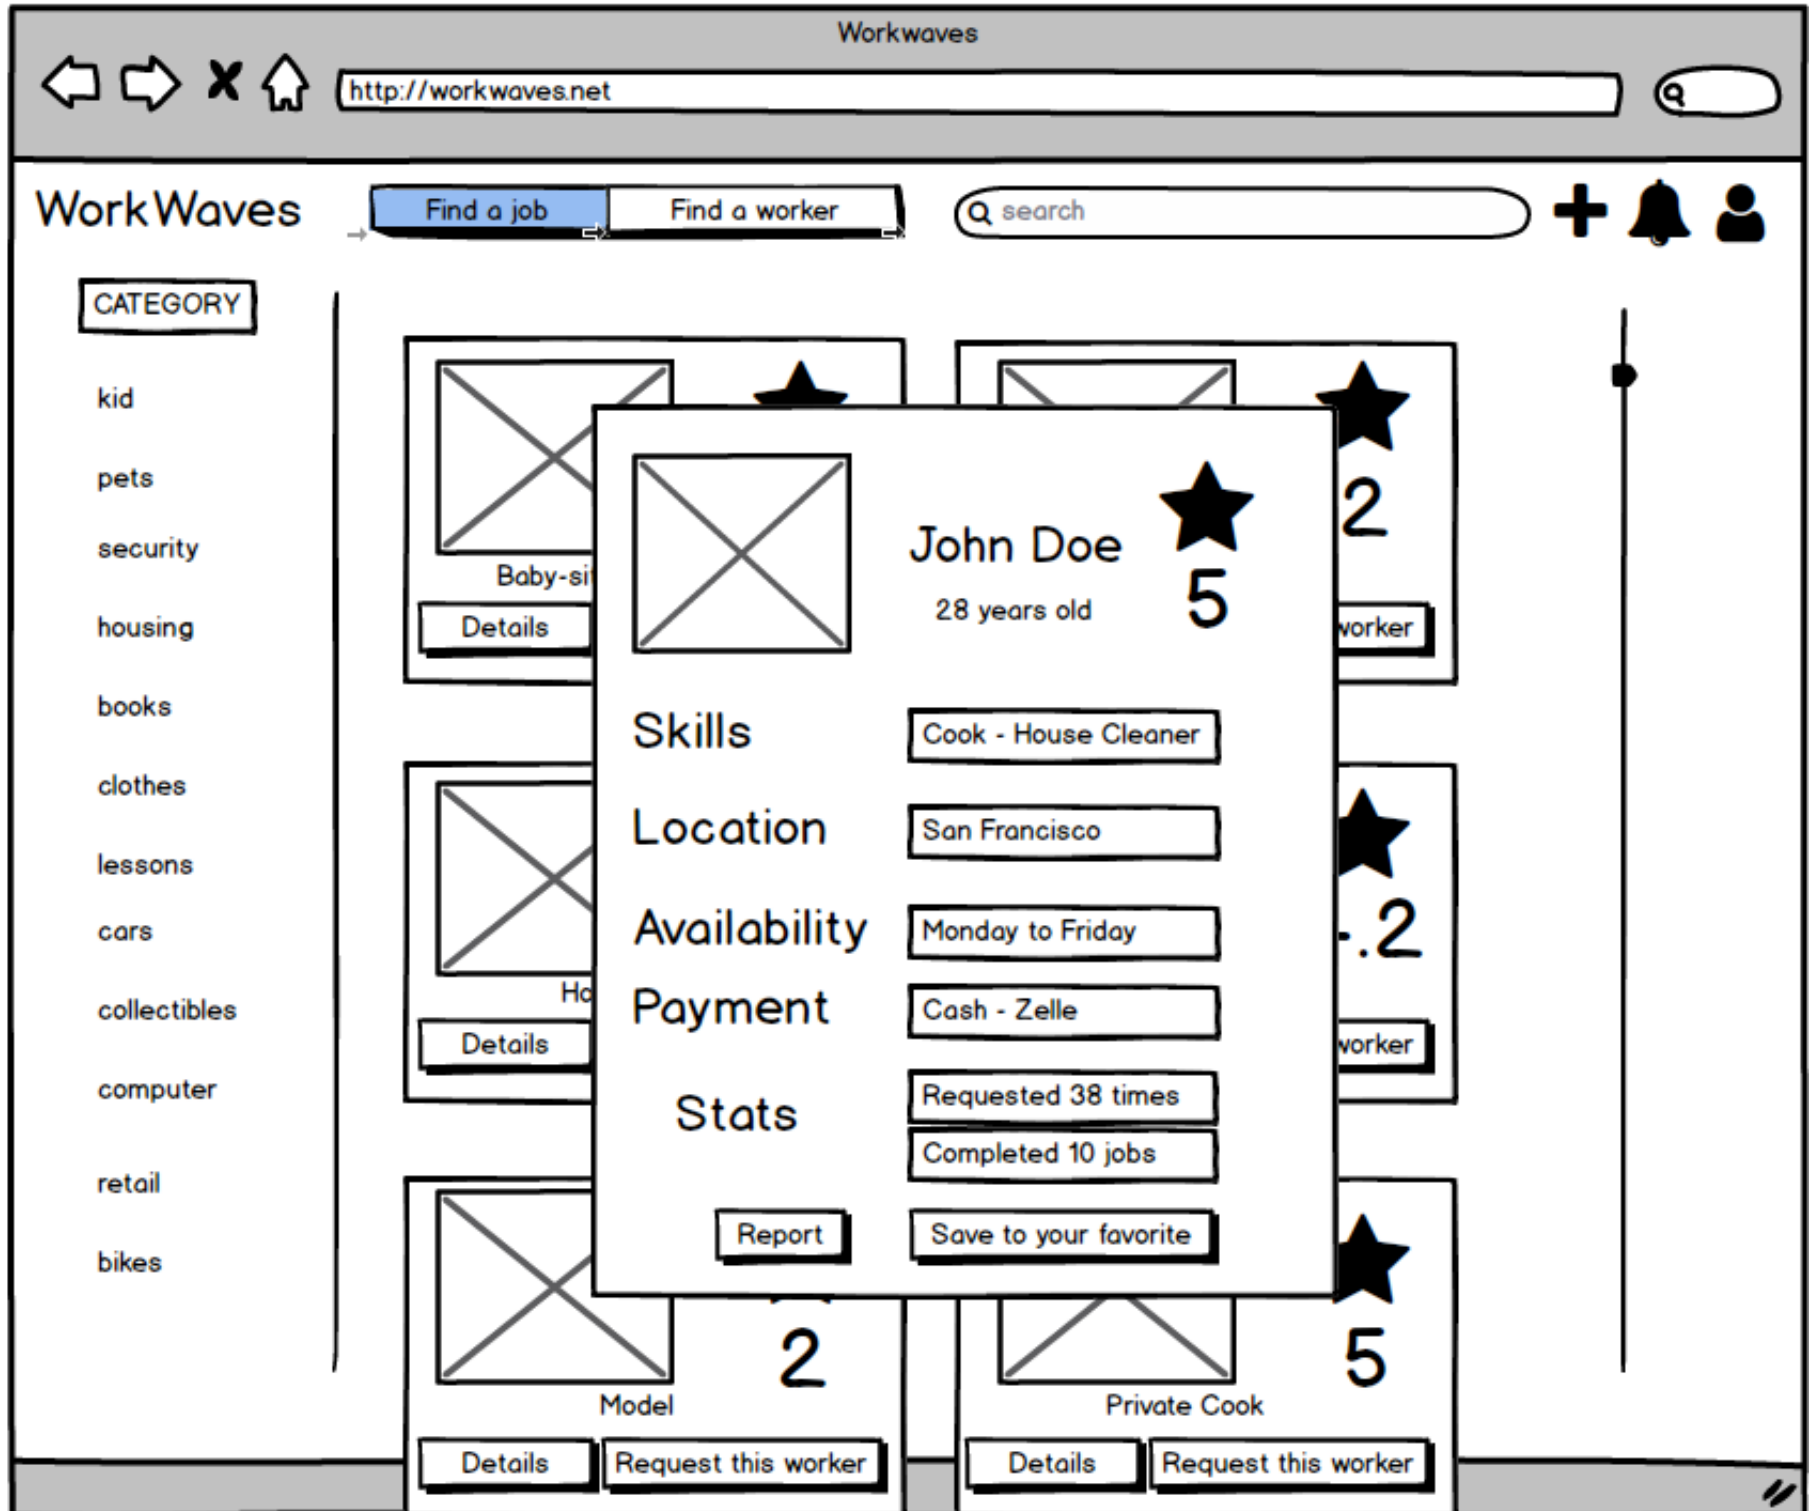 Workwaves
http://workwaves.net
WorkWaves
Find a job
Find a worker
search
CATEGORY
kid
pets
security
housing
books
clothes
lessons
cars
collectibles
computer
retail
bikes
Details
2
worker
Details
.2
worker
John Doe
28 years old
5
Skills
Cook - House Cleaner
Location
San Francisco
Availability
Monday to Friday
Payment
Cash - Zelle
Stats
Requested 38 times
Completed 10 jobs
Report
Save to your favorite
2
Model
Details
Request this worker
5
Private Cook
Details
Request this worker